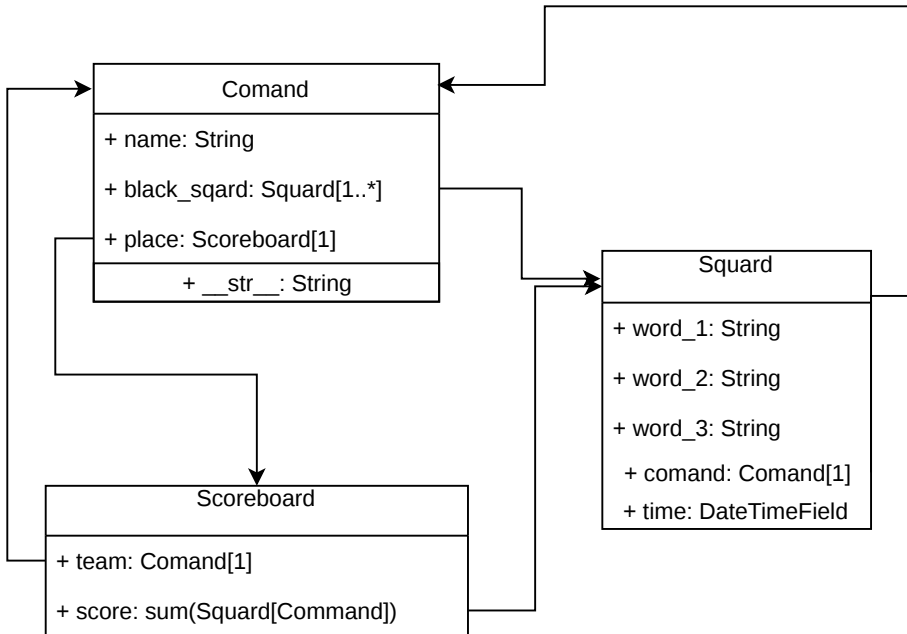 Comand
+ name: String
+ black_sqard: Squard[1..*]
+ place: Scoreboard[1]
+ __str__: String
Squard
+ word_1: String
+ word_2: String
+ word_3: String
+ comand: Comand[1]
+ time: DateTimeField
Scoreboard
+ team: Comand[1]
+ score: sum(Squard[Command])